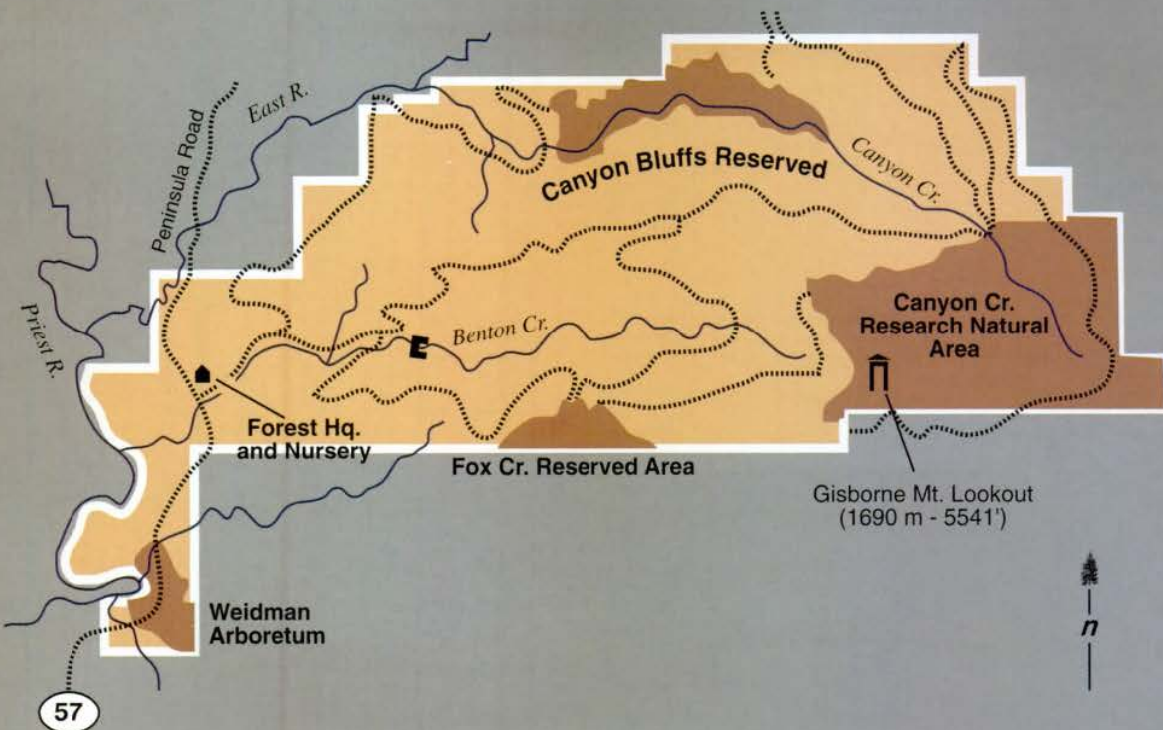 East R.
Peninsula Road
Canyon Bluffs Reserved
Canyon Cr.
Priest R.
Benton Cr.
Canyon Cr.
Research Natural
Area
Forest Hq.
and Nursery
Fox Cr. Reserved Area
Gisborne Mt. Lookout
(1690 m - 5541')
n
Weidman
Arboretum
57